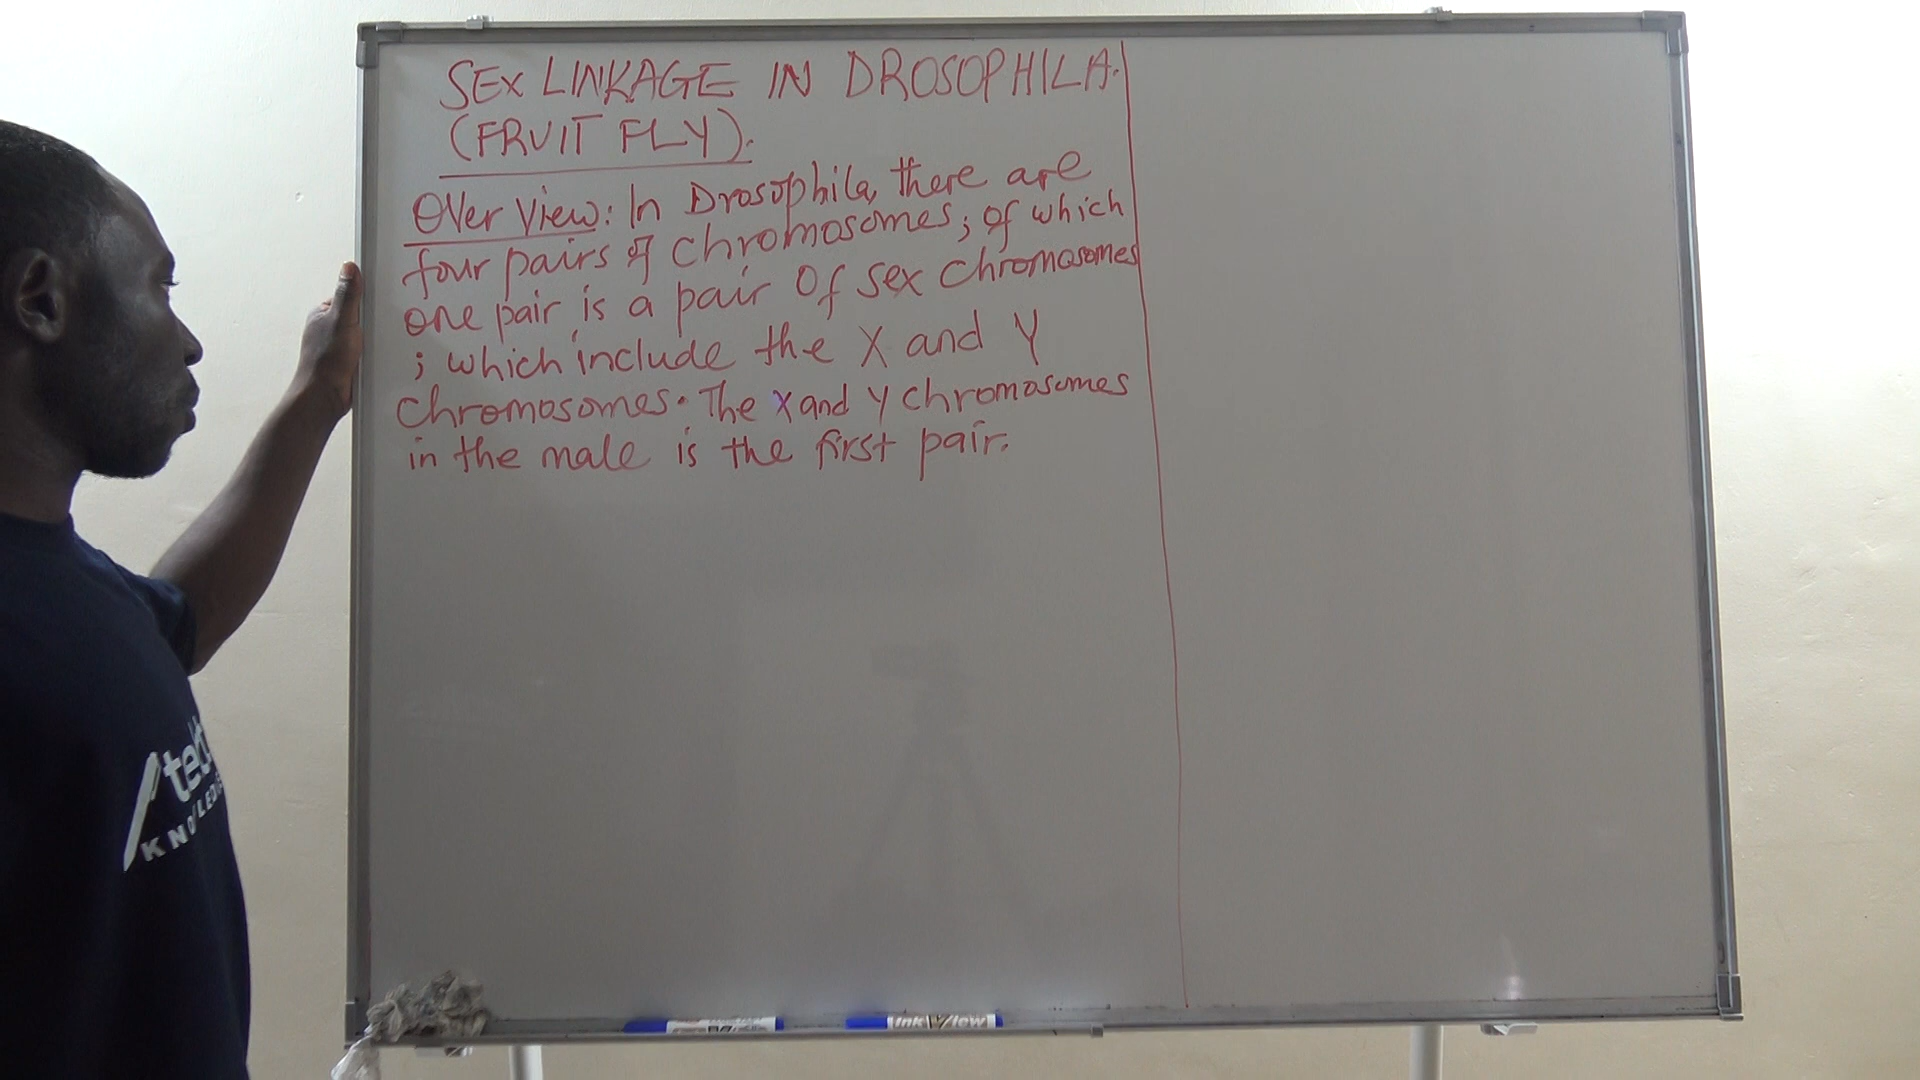 SEX LINKAGE IN DROSOPHILA.
(FRUIT FLY).
Over View: In Drosophila, there are
four pairs of chromosomes; of which
one pair is a pair of sex chromosomes
; which include the X and Y
chromosomes. The X and Y chromosomes
in the male is the first pair.
Ink View